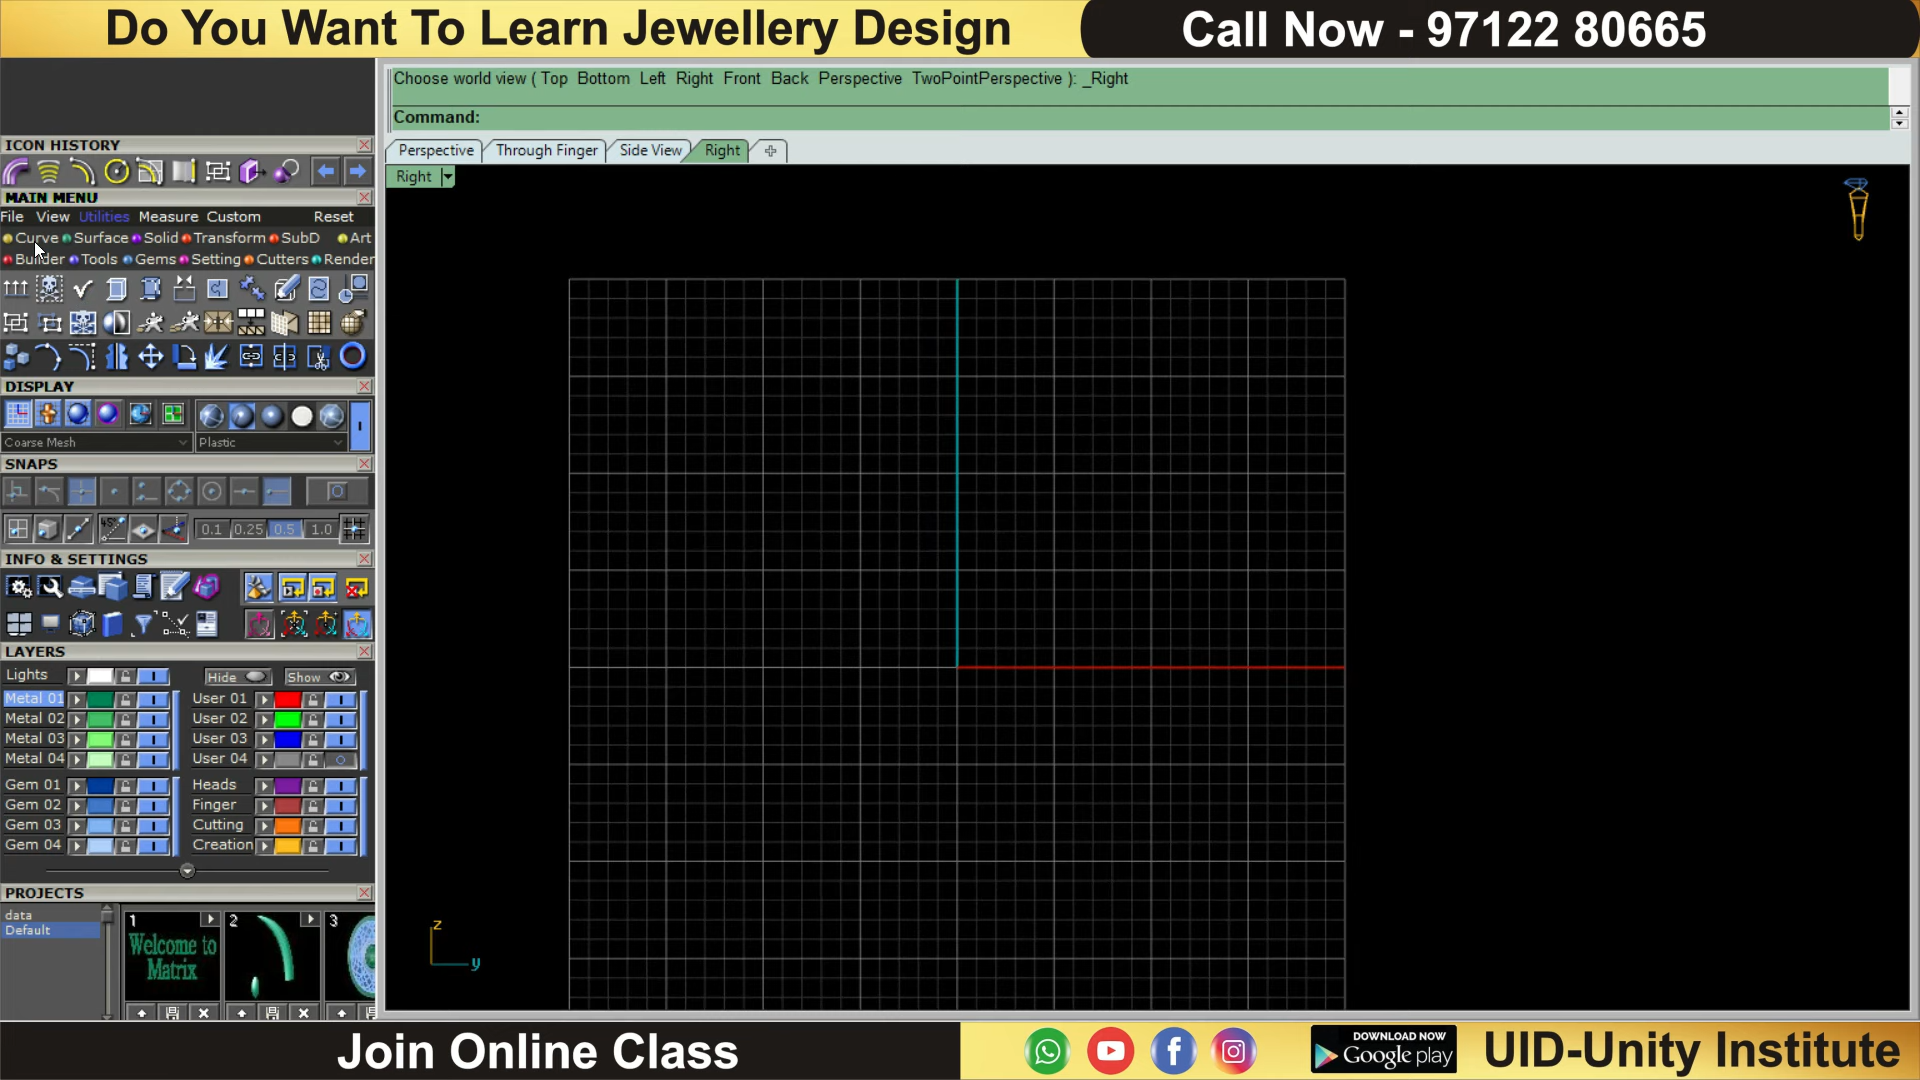 Do You Want To Learn Jewellery Design
Call Now - 97122 80665
Choose world view ( Top Bottom Left Right Front Back Perspective TwoPointPerspective ): _Right
Command:
Perspective
Through Finger
Side View
Right
Right
ICON HISTORY
MAIN MENU
File View Utilities Measure Custom Reset
Curve Surface Solid Transform SubD Art
Builder Tools Gems Setting Cutters Render
DISPLAY
Coarse Mesh
Plastic
SNAPS
45°
0.1 0.25 0.5 1.0
INFO & SETTINGS
LAYERS
Lights Hide Show
Metal 01 User 01
Metal 02 User 02
Metal 03 User 03
Metal 04 User 04
Gem 01 Heads
Gem 02 Finger
Gem 03 Cutting
Gem 04 Creation
PROJECTS
data
Default
1
Welcome to
Matrix
2
3
z
y
Join Online Class
DOWNLOAD NOW
Google play
UID-Unity Institute